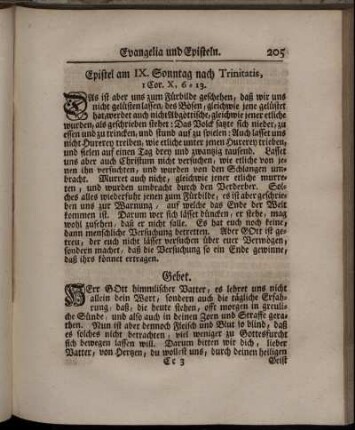 Evangelia und Episteln. 205
Epistel am IX. Sonntag nach Trinitatis,
1 Cor. X. 6-13.
DAs ist aber uns zum Fürbilde geschehen, daß wir uns
nicht gelüsten lassen, des Bösen, gleichwie jene gelüstet
hat, werdet auch nicht Abgöttische, gleichwie jener etliche
wurden, als geschrieben stehet: Das Volk satzte sich nieder, zu
essen und zu trincken, und stund auf zu spielen: Auch lasset uns
nicht Hurerey treiben, wie etliche unter jenen Hurerey trieben,
und fielen auf einen Tag drey und zwanzig tausend. Lasset
uns aber auch Christum nicht versuchen, wie etliche von je-
nen ihn versuchten, und wurden von den Schlangen um-
bracht. Murret auch nicht, gleichwie jener etliche murre-
ten, und wurden umbracht durch den Verderber. Sol-
ches alles wiederfuhr jenen zum Fürbilde, es ist aber geschrie-
ben uns zur Warnung, auf welche das Ende der Welt
kommen ist. Darum wer sich lässet düncken, er stehe, mag
wohl zusehen, daß er nicht falle. Es hat euch noch keine,
dann menschliche Versuchung betretten. Aber GOtt ist ge-
treu, der euch nicht lässet versuchen über euer Vermögen,
sondern machet, daß die Versuchung so ein Ende gewinne,
daß ihrs könnet ertragen.
Gebet.
HErr GOtt himmlischer Vatter, es lehret uns nicht
allein dein Wort, sondern auch die tägliche Erfah-
rung, daß, die heute stehen, offt morgen in greuliche
Sünde, und also auch in deinen Zorn und Straffe gera-
then. Nun ist aber dennoch Fleisch und Blut so blind, daß
es solches nicht betrachten, viel weniger zu Gottesfurcht
sich bewegen lassen will. Darum bitten wir dich, lieber
Vatter, von Hertzen, du wollest uns, durch deinen heiligen
Cc 3 Geist